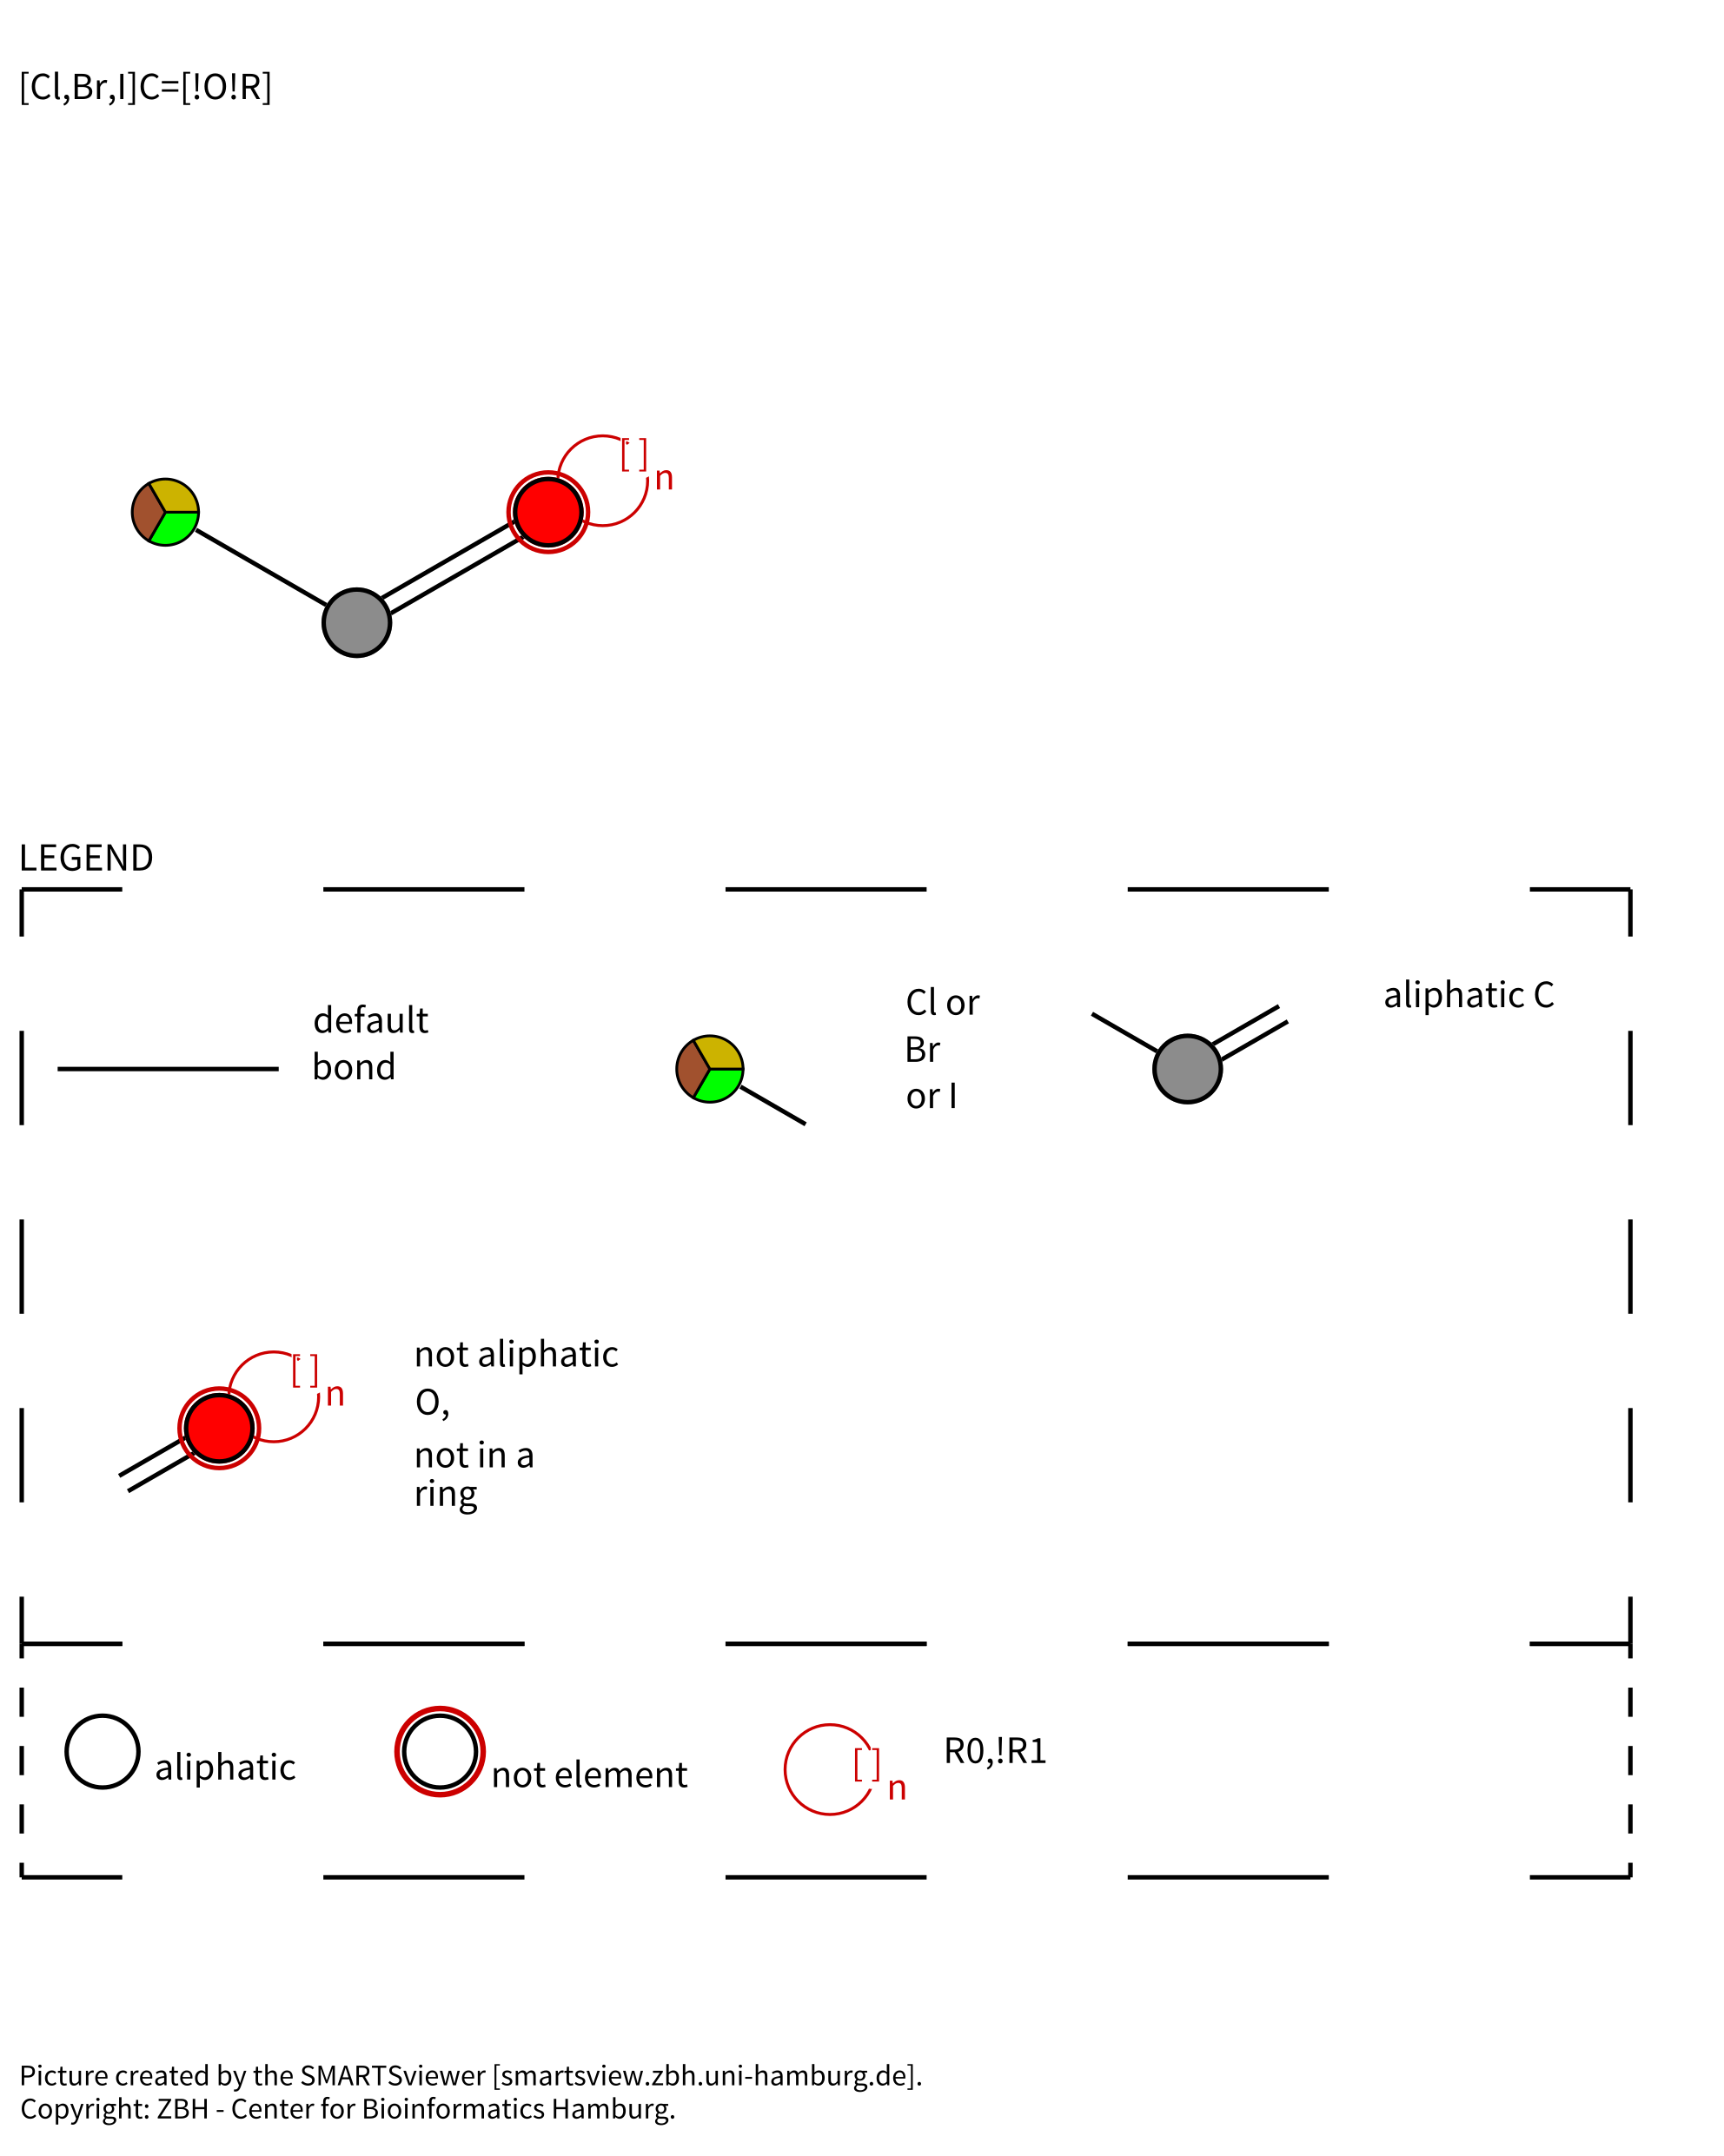 [Cl,Br,I]C=[!O!R]
[ ]
n
LEGEND
default
bond
Cl or
Br
or I
aliphatic C
[ ]
n
not aliphatic
O,
not in a
ring
aliphatic
not element
[ ]
n
R0,!R1
Picture created by the SMARTSviewer [smartsview.zbh.uni-hamburg.de].
Copyright: ZBH - Center for Bioinformatics Hamburg.